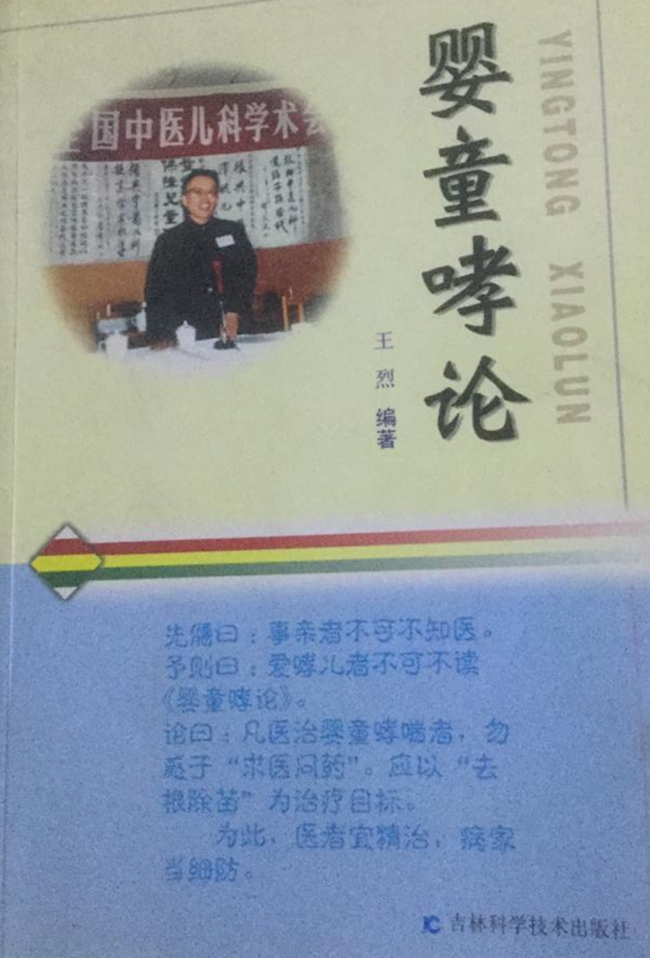 婴童哮论
YINGTONG XIAOLUN
国中医儿科学术会
王烈 编著
先儒曰：事亲者不可不知医。
予则曰：爱哮儿者不可不读
《婴童哮论》。
论曰：凡医治婴童哮喘者，勿
惑于“求医问药”。应以“去
根除苗”为治疗目标。
为此，医者宜精治，病家
当细防。
吉林科学技术出版社